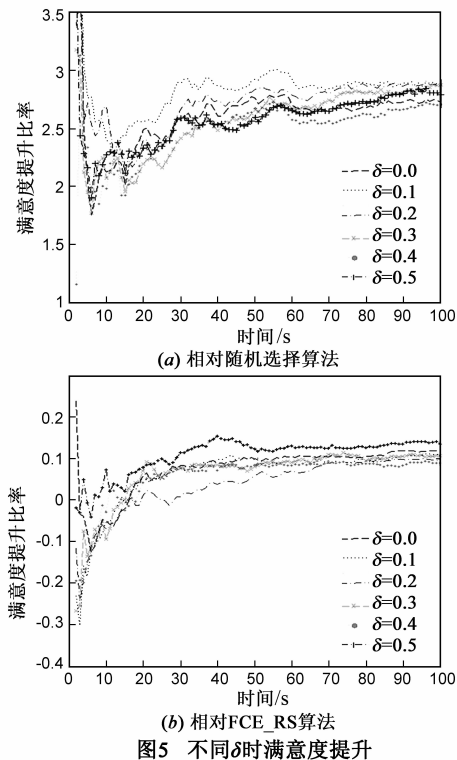 3.5
3.0
2.5
2
1.5
1
满意度提升比率
δ=0.0
δ=0.1
δ=0.2
δ=0.3
δ=0.4
δ=0.5
0 10 20 30 40 50 60 70 80 90 100
时间/s
(a) 相对随机选择算法
0.2
0.1
0
-0.1
-0.2
-0.3
-0.4
满意度提升比率
δ=0.0
δ=0.1
δ=0.2
δ=0.3
δ=0.4
δ=0.5
0 10 20 30 40 50 60 70 80 90 100
时间/s
(b) 相对FCE_RS算法
图5 不同δ时满意度提升